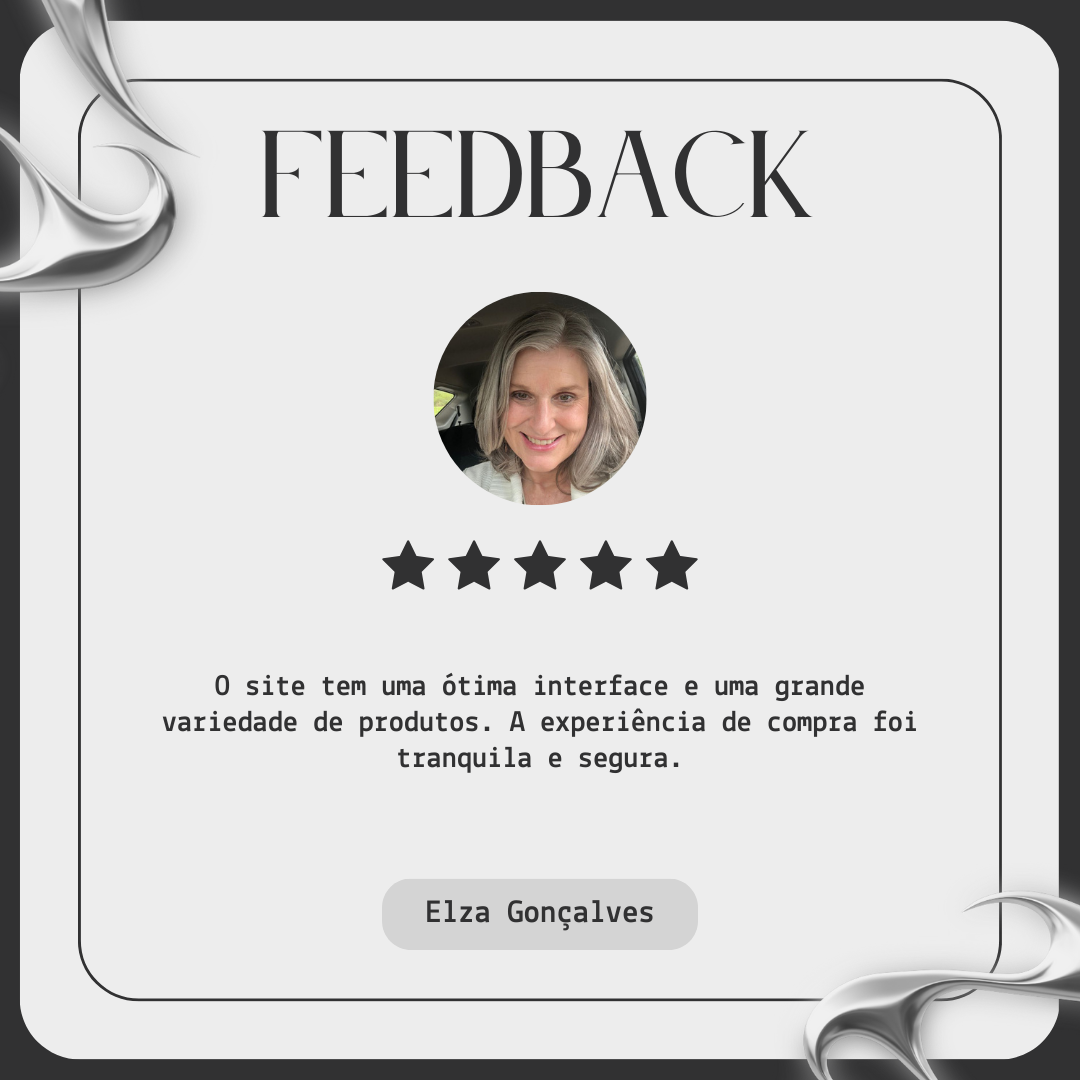 FEEDBACK
O site tem uma ótima interface e uma grande
variedade de produtos. A experiência de compra foi
tranquila e segura.
Elza Gonçalves